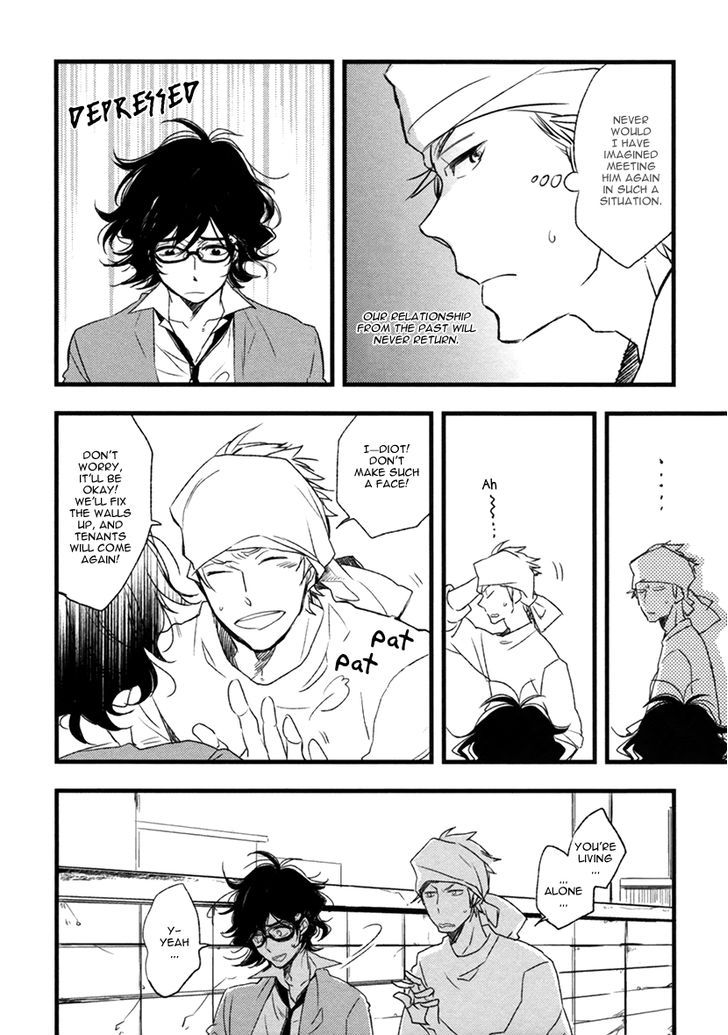 NEVER
WOULD
I HAVE
IMAGINED
MEETING
HIM AGAIN
IN SUCH A
SITUATION.
OUR RELATIONSHIP
FROM THE PAST WILL
NEVER RETURN.
DEPRESSED
....
Ah
...
I—DIOT!
DON'T
MAKE SUCH
A FACE!
DON'T
WORRY,
IT'LL BE
OKAY!
WE'LL FIX
THE WALLS
UP, AND
TENANTS
WILL COME
AGAIN!
Pat
Pat
YOU'RE
LIVING
...
...
ALONE
...
Y-
YEAH
...